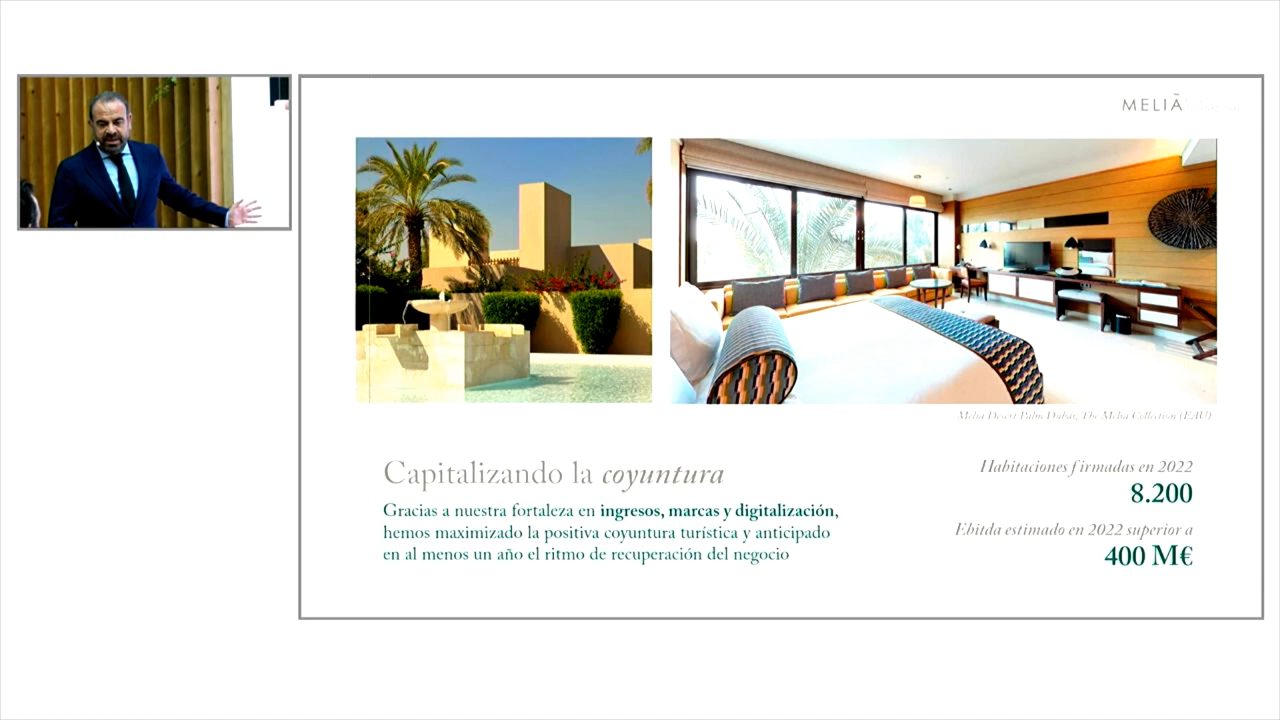 MELIÃ
Melia Desert Palm Dubai, The Melia Collection (EAU)
Capitalizando la coyuntura
Gracias a nuestra fortaleza en ingresos, marcas y digitalización,
hemos maximizado la positiva coyuntura turística y anticipado
en al menos un año el ritmo de recuperación del negocio
Habitaciones firmadas en 2022
8.200
Ebitda estimado en 2022 superior a
400 M€